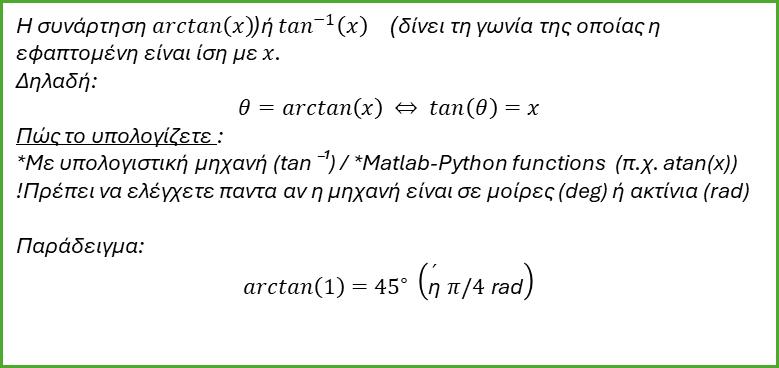 Η συνάρτηση arctan(x))ή tan⁻¹(x) (δίνει τη γωνία της οποίας η
εφαπτομένη είναι ίση με x.
Δηλαδή:
θ = arctan(x) ⇔ tan(θ) = x
Πώς το υπολογίζετε :
*Με υπολογιστική μηχανή (tan ⁻¹) / *Matlab-Python functions (π.χ. atan(x))
!Πρέπει να ελέγχετε παντα αν η μηχανή είναι σε μοίρες (deg) ή ακτίνια (rad)
Παράδειγμα:
arctan(1) = 45° (ή π/4 rad)